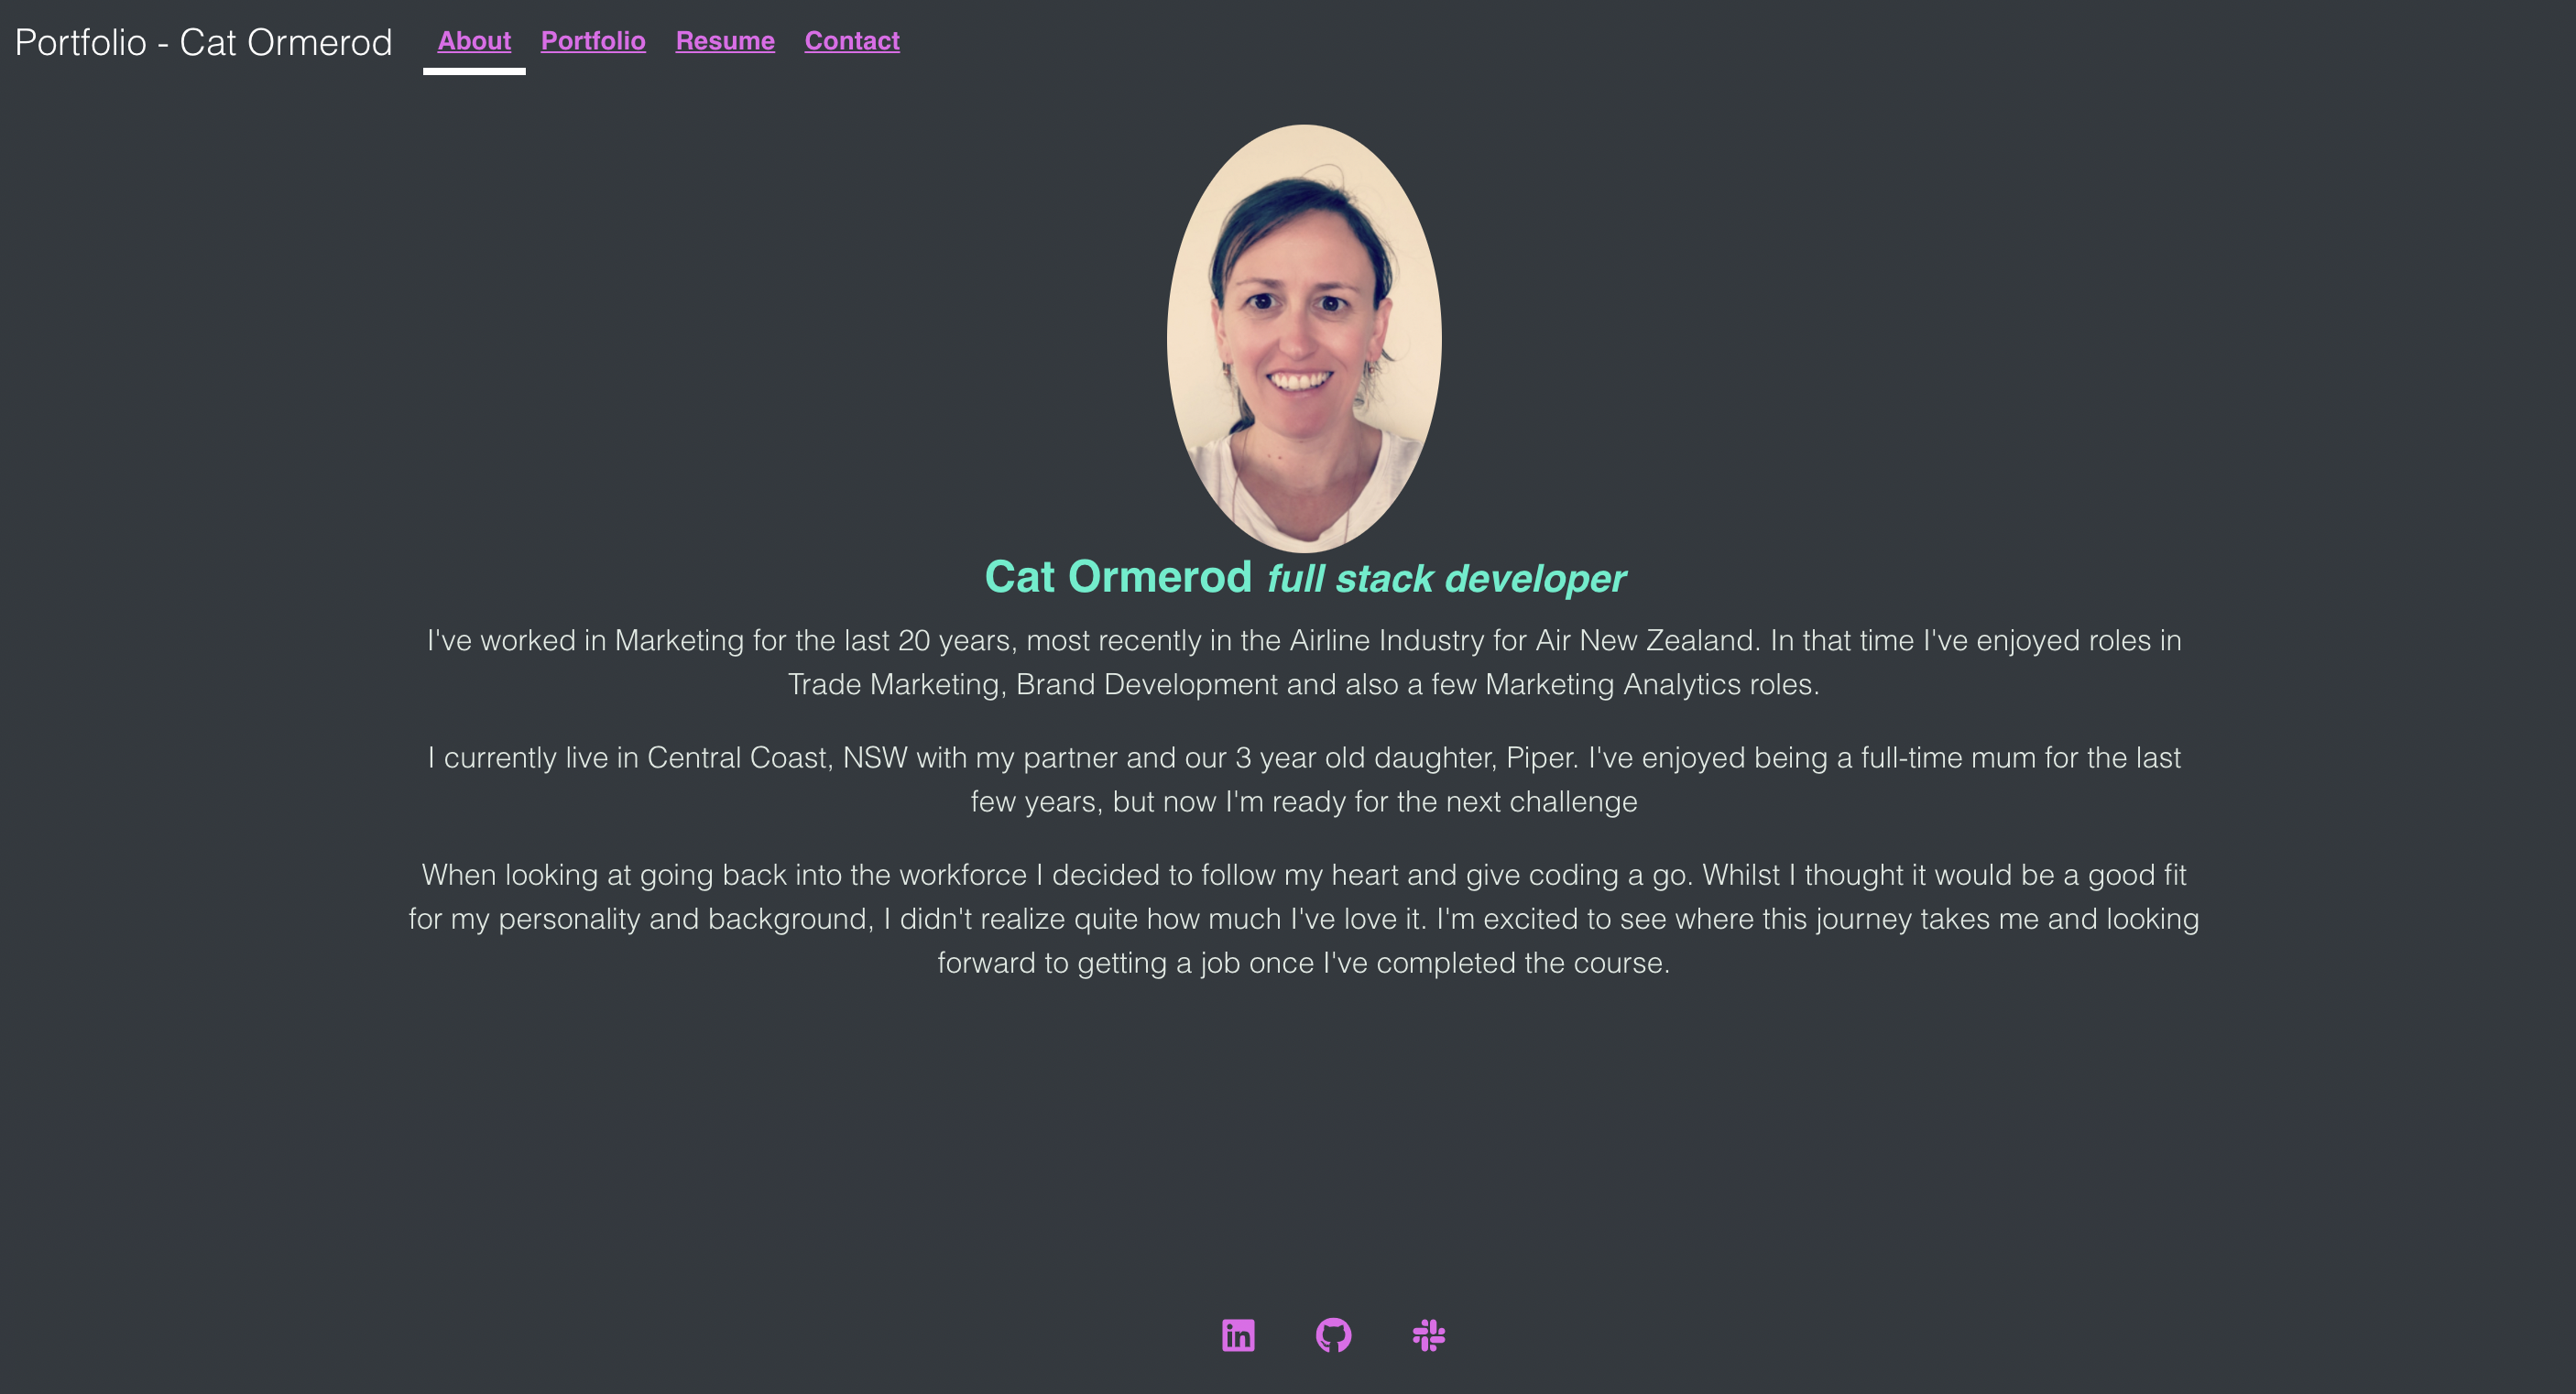 Portfolio - Cat Ormerod About Portfolio Resume Contact
Cat Ormerod full stack developer
I've worked in Marketing for the last 20 years, most recently in the Airline Industry for Air New Zealand. In that time I've enjoyed roles in
Trade Marketing, Brand Development and also a few Marketing Analytics roles.
I currently live in Central Coast, NSW with my partner and our 3 year old daughter, Piper. I've enjoyed being a full-time mum for the last
few years, but now I'm ready for the next challenge
When looking at going back into the workforce I decided to follow my heart and give coding a go. Whilst I thought it would be a good fit
for my personality and background, I didn't realize quite how much I've love it. I'm excited to see where this journey takes me and looking
forward to getting a job once I've completed the course.
in